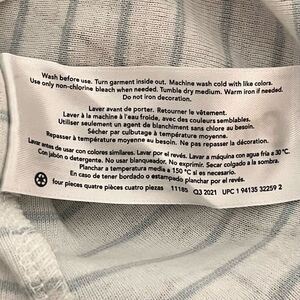 Wash before use. Turn garment inside out. Machine wash cold with like colors.
Use only non-chlorine bleach when needed. Tumble dry medium. Warm iron if needed.
Do not iron decoration.
Laver avant de porter. Retourner le vêtement.
Laver à la machine à l'eau froide, avec des couleurs semblables.
Utiliser seulement un agent de blanchiment sans chlore au besoin.
Sécher par culbutage à température moyenne.
Repasser à température moyenne au besoin. Ne pas repasser la décoration.
Lavar antes de usar con colores similares. Lavar por el revés. Lavar a máquina con agua fría a 30 °C.
Con jabón o detergente. No usar blanqueador. No exprimir. Secar colgando a la sombra.
Planchar a temperatura media a 150 °C si es necesario.
En caso de tener bordado o estampado planchar por el revés.
four pieces quatre pièces cuatro piezas 11185 Q3 2021 UPC 1 94135 32259 2